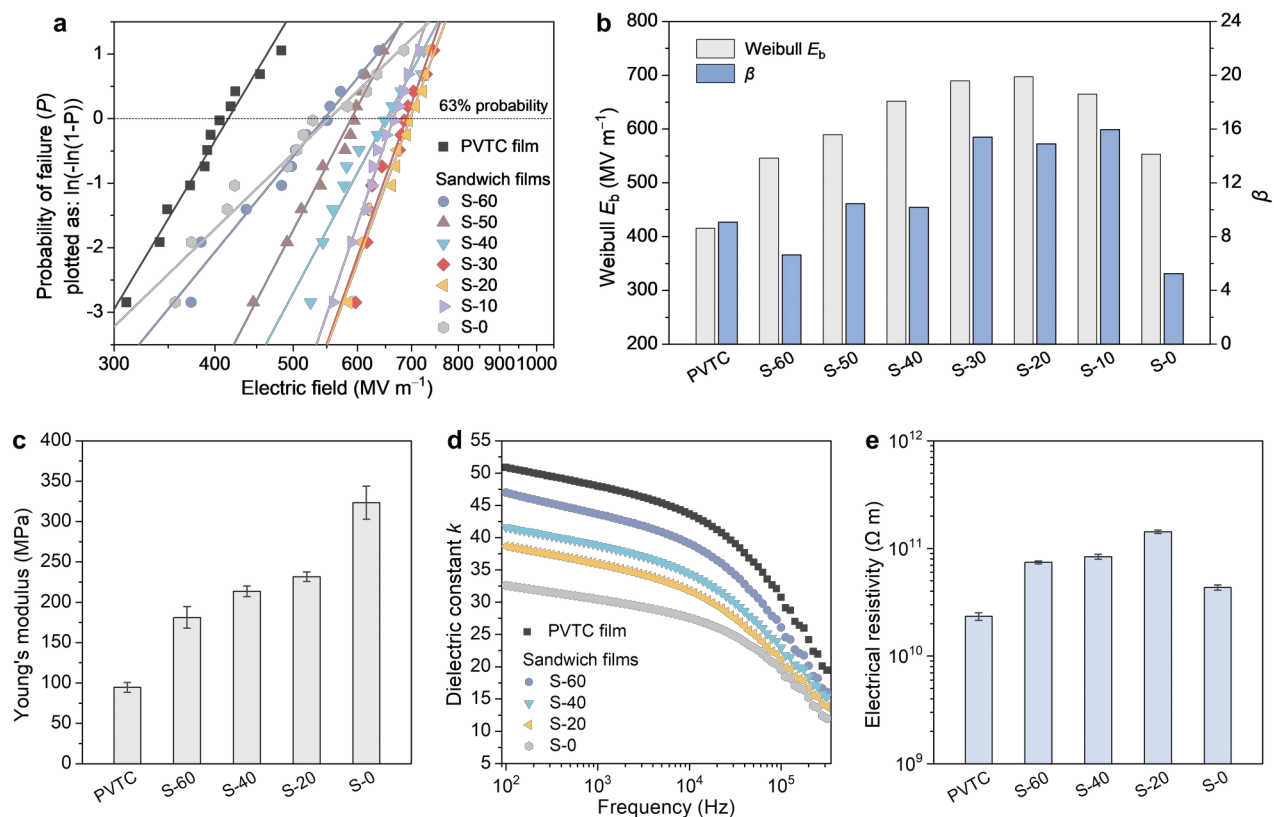 a
Probability of failure (P)
plotted as: ln(-ln(1-P))
1
0
-1
-2
-3
63% probability
PVTC film
Sandwich films
S-60
S-50
S-40
S-30
S-20
S-10
S-0
300 400 500 600 700 800 900 1000
Electric field (MV m⁻¹)
b
Weibull E_b (MV m⁻¹)
800
700
600
500
400
300
200
Weibull E_b
β
24
20
16
12
8
4
0
β
PVTC S-60 S-50 S-40 S-30 S-20 S-10 S-0
c
Young's modulus (MPa)
400
350
300
250
200
150
100
50
0
PVTC S-60 S-40 S-20 S-0
d
Dielectric constant k
55
50
45
40
35
30
25
20
15
10
5
PVTC film
Sandwich films
S-60
S-40
S-20
S-0
10² 10³ 10⁴ 10⁵
Frequency (Hz)
e
Electrical resistivity (Ω m)
10¹²
10¹¹
10¹⁰
10⁹
PVTC S-60 S-40 S-20 S-0